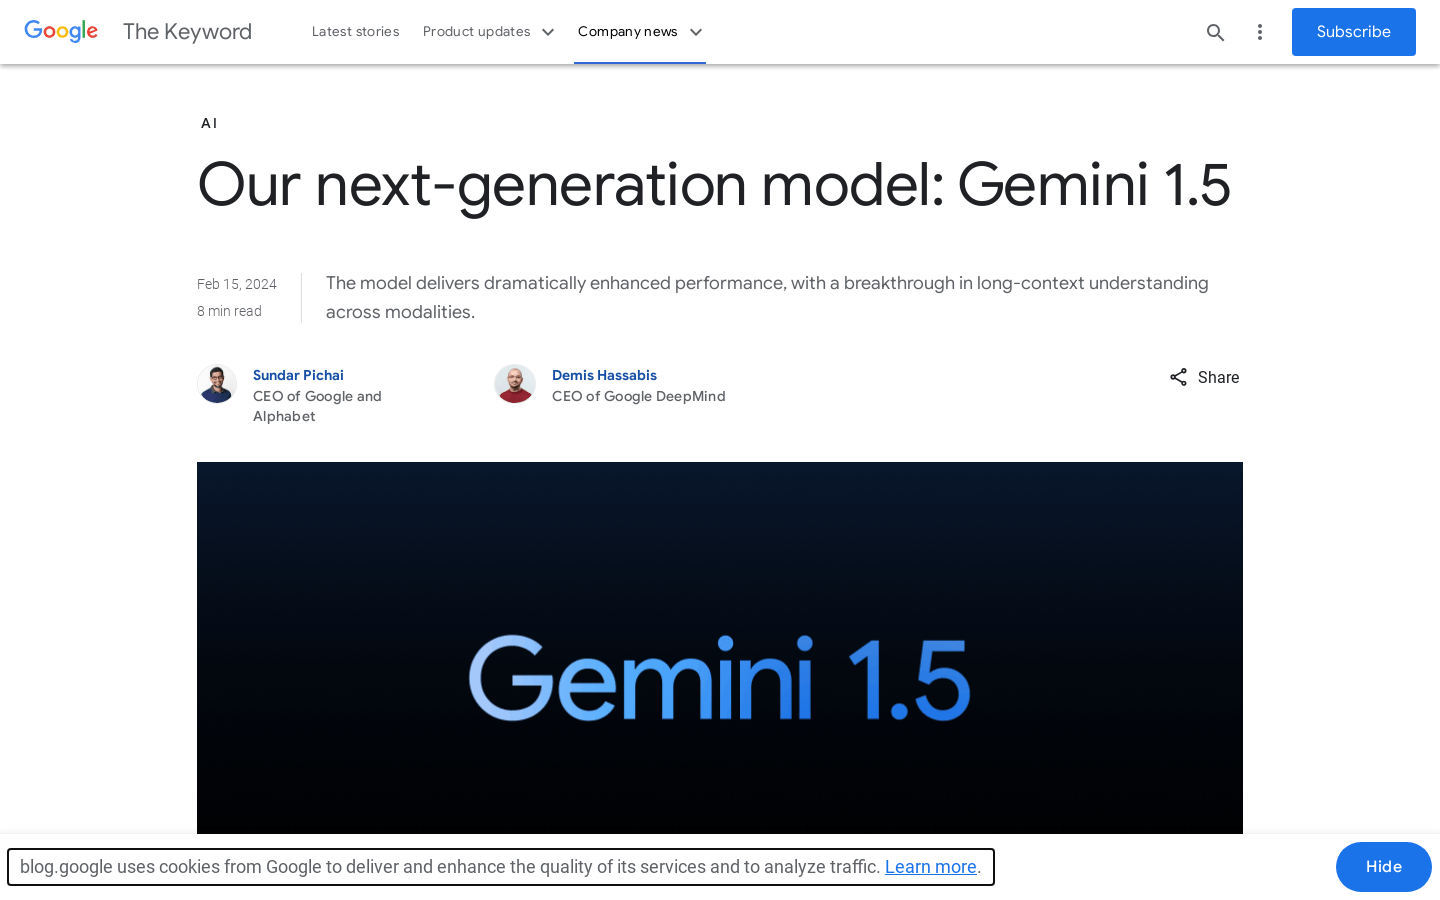 Google The Keyword Latest stories Product updates Company news Subscribe
AI
Our next-generation model: Gemini 1.5
Feb 15, 2024
8 min read
The model delivers dramatically enhanced performance, with a breakthrough in long-context understanding
across modalities.
Sundar Pichai
CEO of Google and
Alphabet
Demis Hassabis
CEO of Google DeepMind
Share
Gemini 1.5
blog.google uses cookies from Google to deliver and enhance the quality of its services and to analyze traffic. Learn more.
Hide